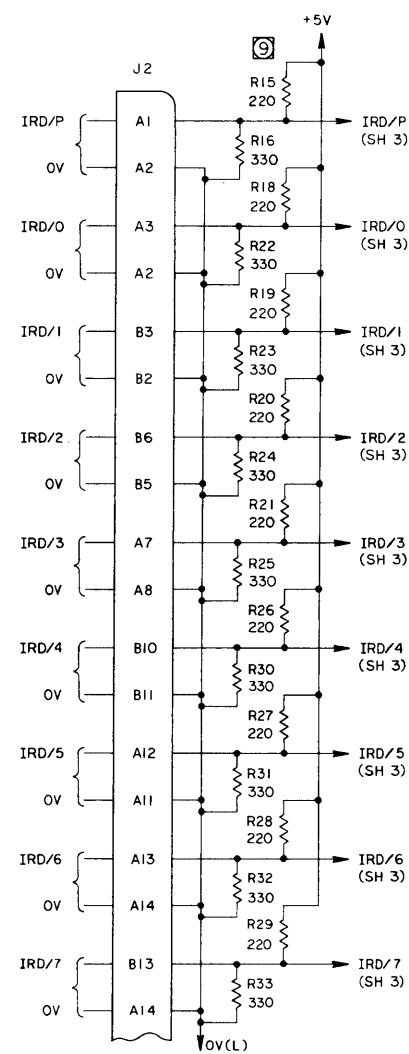 +5V
9
J2
R15
220
IRD/P A1 IRD/P
(SH 3)
R16
330
0V A2
R18
220
IRD/0 A3 IRD/0
(SH 3)
R22
330
0V A2
R19
220
IRD/1 B3 IRD/1
(SH 3)
R23
330
0V B2
R20
220
IRD/2 B6 IRD/2
(SH 3)
R24
330
0V B5
R21
220
IRD/3 A7 IRD/3
(SH 3)
R25
330
0V A8
R26
220
IRD/4 B10 IRD/4
(SH 3)
R30
330
0V B11
R27
220
IRD/5 A12 IRD/5
(SH 3)
R31
330
0V A11
R28
220
IRD/6 A13 IRD/6
(SH 3)
R32
330
0V A14
R29
220
IRD/7 B13 IRD/7
(SH 3)
R33
330
0V A14
0V(L)